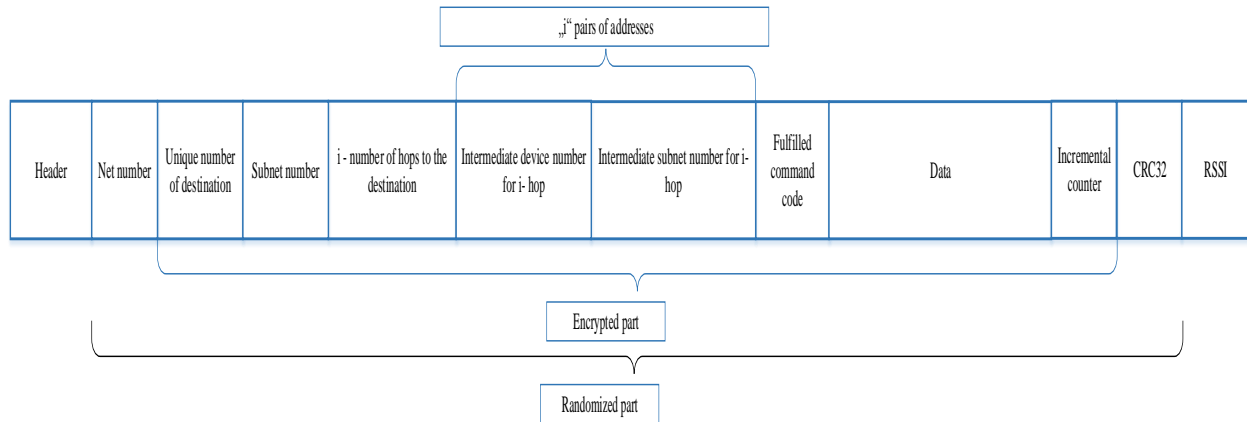 „i“ pairs of addresses
Header
Net number
Unique number
of destination
Subnet number
i - number of hops to the
destination
Intermediate device number
for i- hop
Intermediate subnet number for i-
hop
Fulfilled
command
code
Data
Incremental
counter
CRC32
RSSI
Encrypted part
Randomized part